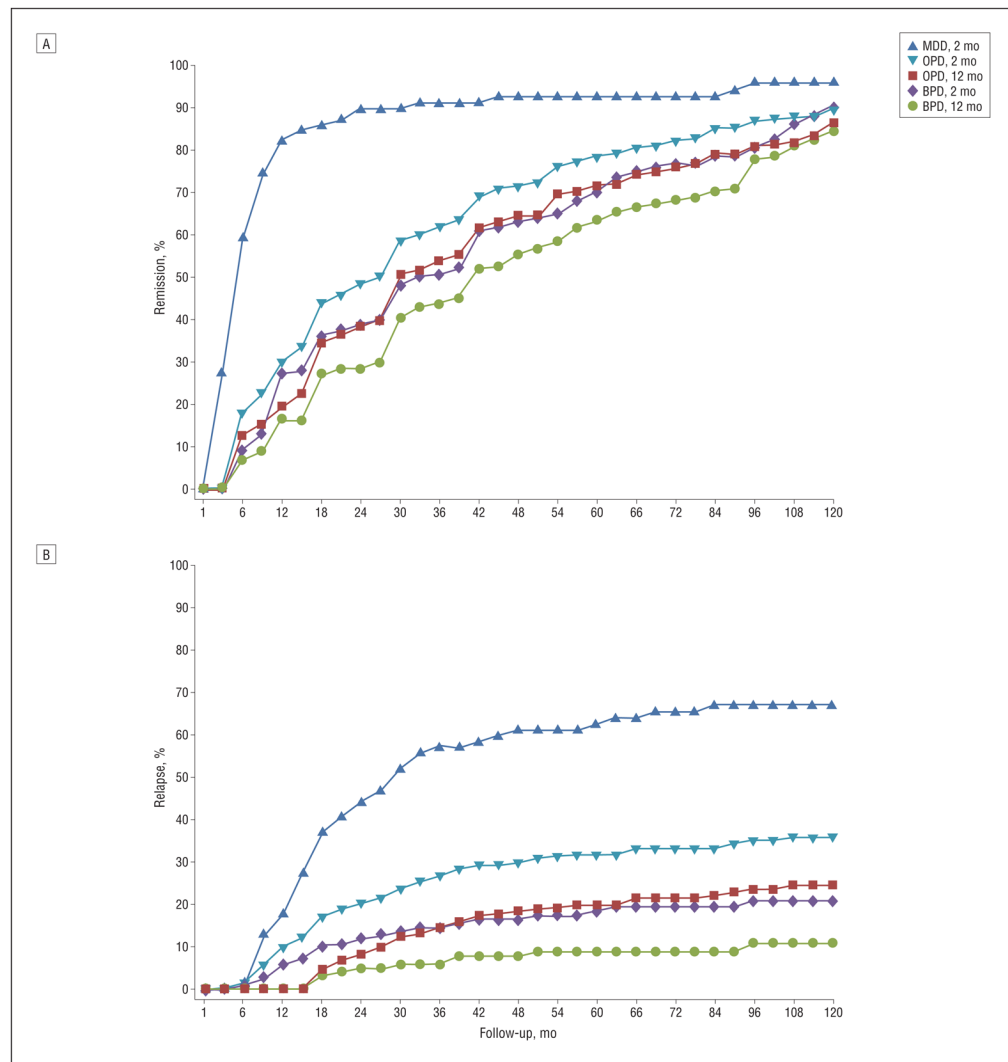 A
MDD, 2 mo
OPD, 2 mo
OPD, 12 mo
BPD, 2 mo
BPD, 12 mo
100
90
80
70
60
50
40
30
20
10
0
Remission, %
1 6 12 18 24 30 36 42 48 54 60 66 72 84 96 108 120
B
100
90
80
70
60
50
40
30
20
10
0
Relapse, %
1 6 12 18 24 30 36 42 48 54 60 66 72 84 96 108 120
Follow-up, mo